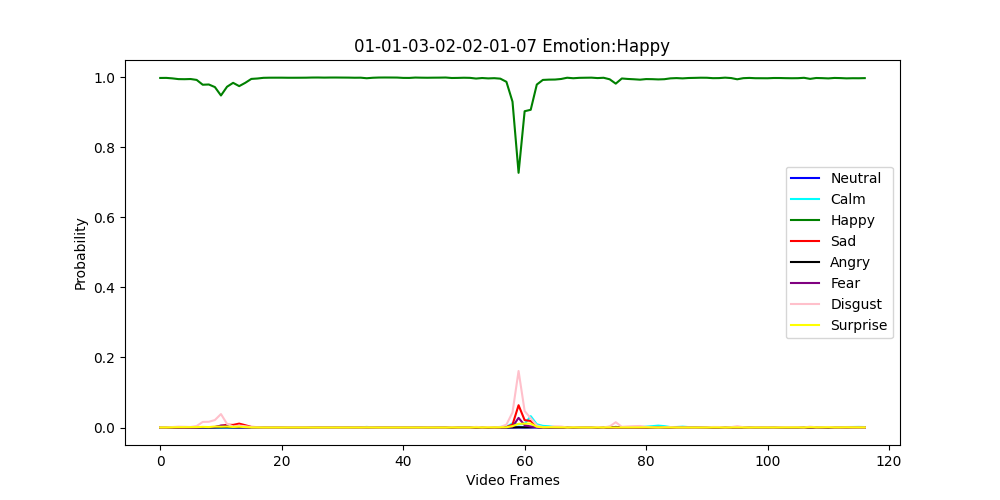 01-01-03-02-02-01-07 Emotion:Happy
Probability
1.0
0.8
0.6
0.4
0.2
0.0
Neutral
Calm
Happy
Sad
Angry
Fear
Disgust
Surprise
0 20 40 60 80 100 120
Video Frames